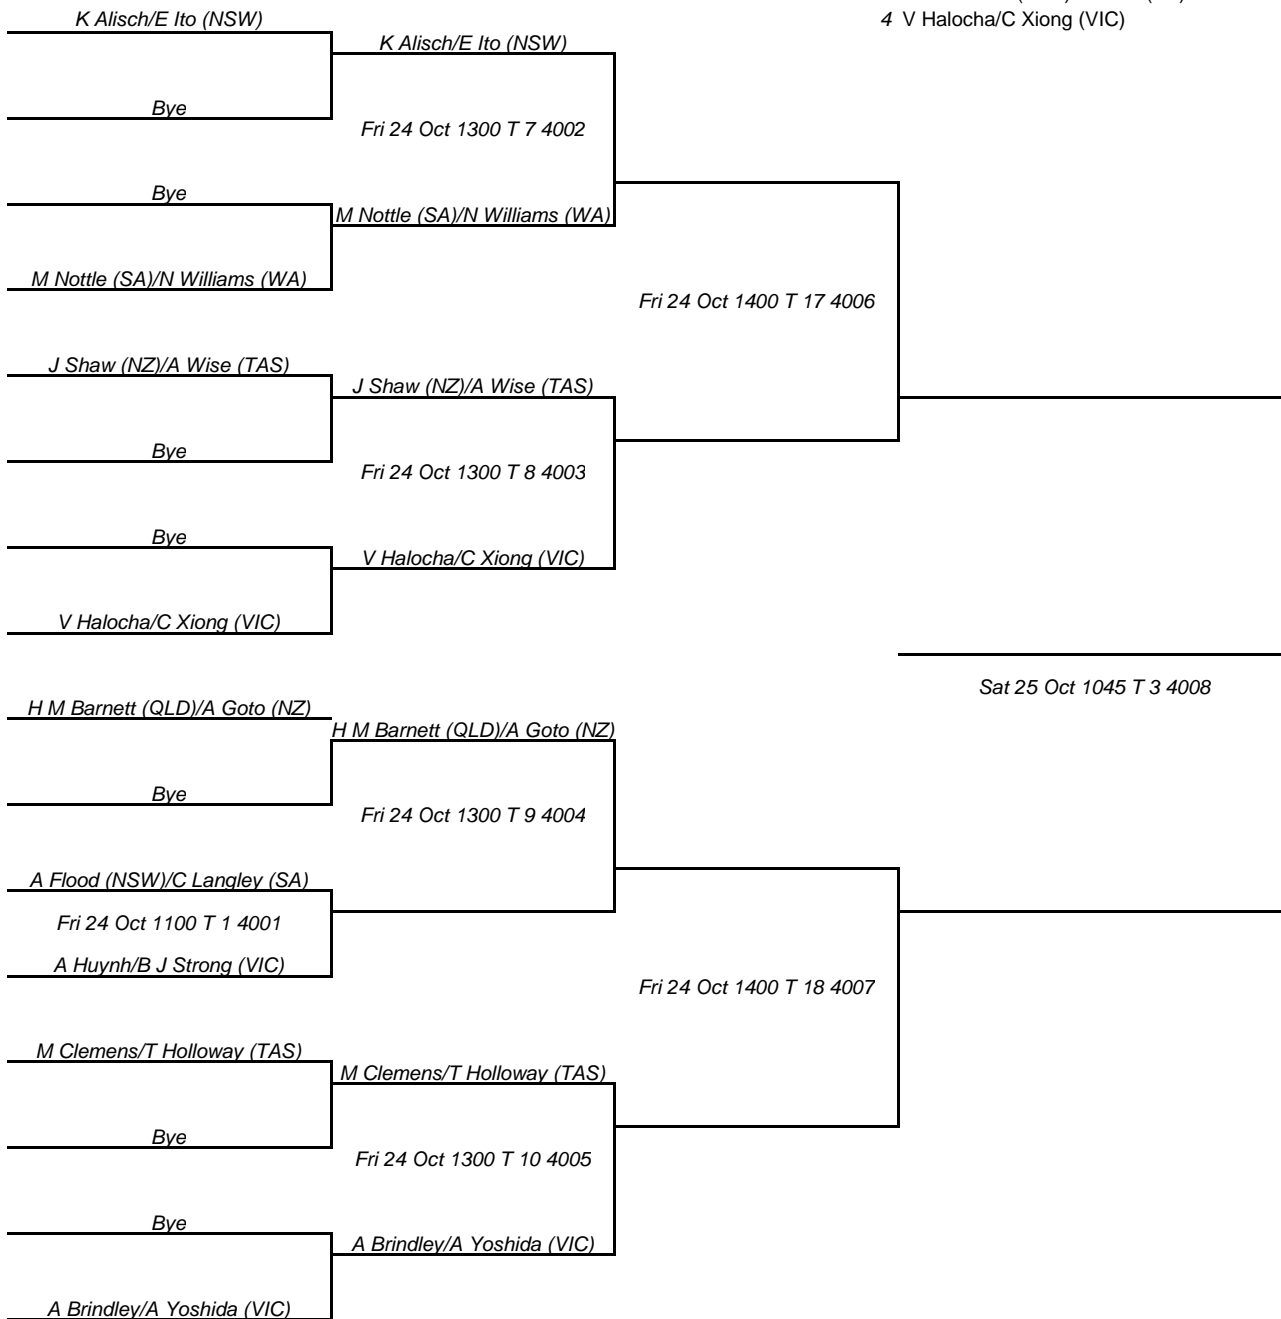 4 V Halocha/C Xiong (VIC)
K Alisch/E Ito (NSW)
K Alisch/E Ito (NSW)
Bye
Fri 24 Oct 1300 T 7 4002
Bye
M Nottle (SA)/N Williams (WA)
M Nottle (SA)/N Williams (WA)
Fri 24 Oct 1400 T 17 4006
J Shaw (NZ)/A Wise (TAS)
J Shaw (NZ)/A Wise (TAS)
Bye
Fri 24 Oct 1300 T 8 4003
Bye
V Halocha/C Xiong (VIC)
V Halocha/C Xiong (VIC)
Sat 25 Oct 1045 T 3 4008
H M Barnett (QLD)/A Goto (NZ)
H M Barnett (QLD)/A Goto (NZ)
Bye
Fri 24 Oct 1300 T 9 4004
A Flood (NSW)/C Langley (SA)
Fri 24 Oct 1100 T 1 4001
A Huynh/B J Strong (VIC)
Fri 24 Oct 1400 T 18 4007
M Clemens/T Holloway (TAS)
M Clemens/T Holloway (TAS)
Bye
Fri 24 Oct 1300 T 10 4005
Bye
A Brindley/A Yoshida (VIC)
A Brindley/A Yoshida (VIC)